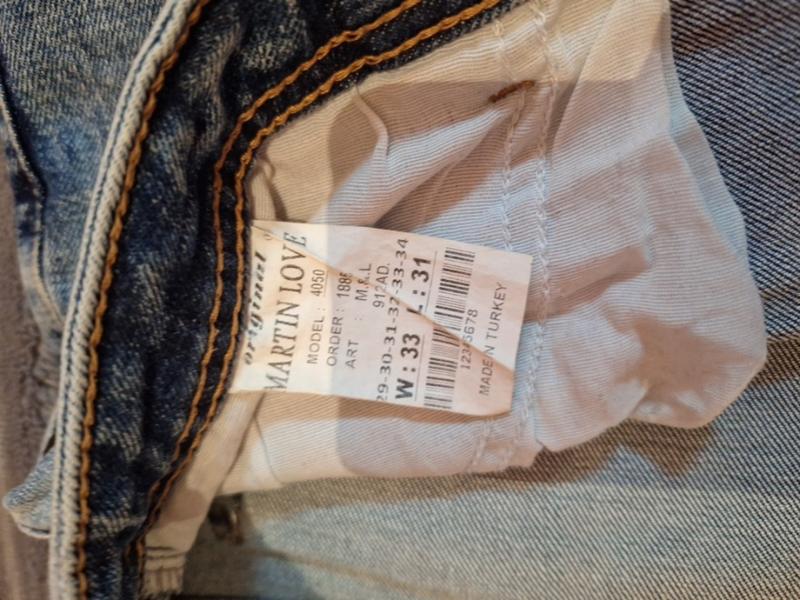 original
MARTIN LOVE
MODEL : 4050
ORDER : 1886
ART : M.&.L
912AD.
29-30-31-32-33-34
W : 33 L : 31
12345678
MADE IN TURKEY